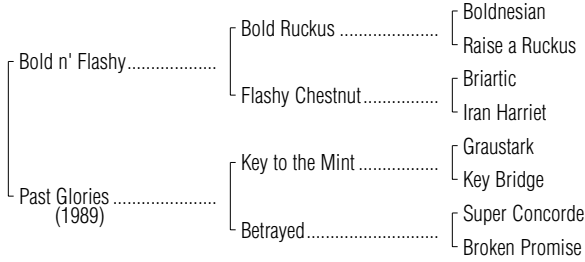 Boldnesian
Bold Ruckus ....................
Raise a Ruckus
Bold n' Flashy..................
Briartic
Flashy Chestnut...............
Iran Harriet
Graustark
Key to the Mint ................
Key Bridge
Past Glories .....................
(1989)
Super Concorde
Betrayed..........................
Broken Promise